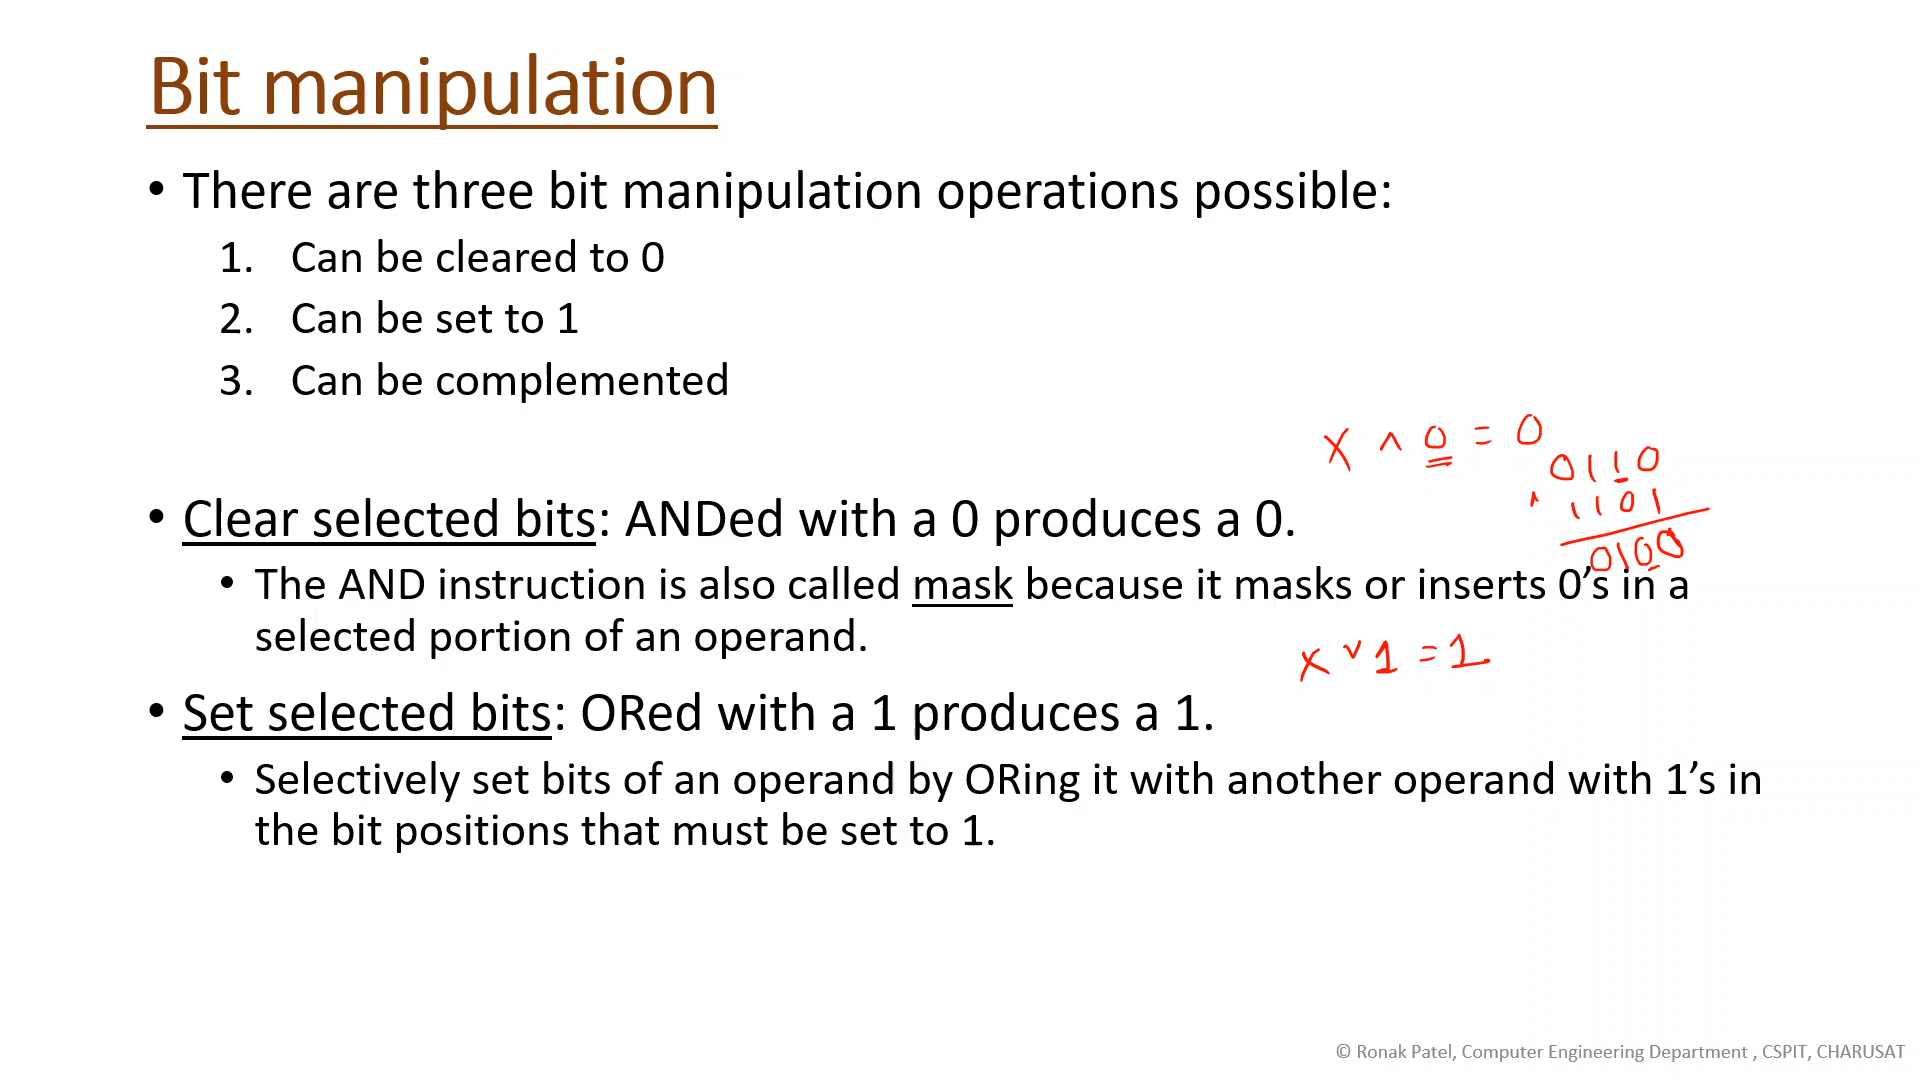 Bit manipulation
• There are three bit manipulation operations possible:
1. Can be cleared to 0
2. Can be set to 1
3. Can be complemented
X ∧ 0 = 0
0110
• Clear selected bits: ANDed with a 0 produces a 0.
∧ 1101
0100
• The AND instruction is also called mask because it masks or inserts 0’s in a
selected portion of an operand.
X ∨ 1 = 1
• Set selected bits: ORed with a 1 produces a 1.
• Selectively set bits of an operand by ORing it with another operand with 1’s in
the bit positions that must be set to 1.
© Ronak Patel, Computer Engineering Department , CSPIT, CHARUSAT